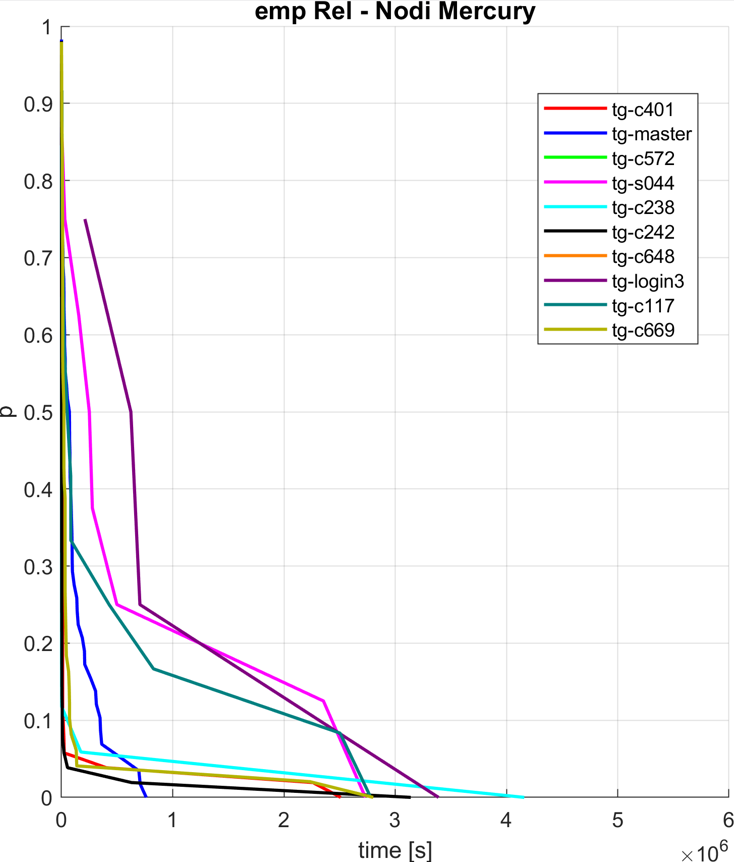 emp Rel - Nodi Mercury
1
0.9
0.8
0.7
0.6
0.5
0.4
0.3
0.2
0.1
0
p
tg-c401
tg-master
tg-c572
tg-s044
tg-c238
tg-c242
tg-c648
tg-login3
tg-c117
tg-c669
0 1 2 3 4 5 6
time [s]
×10⁶